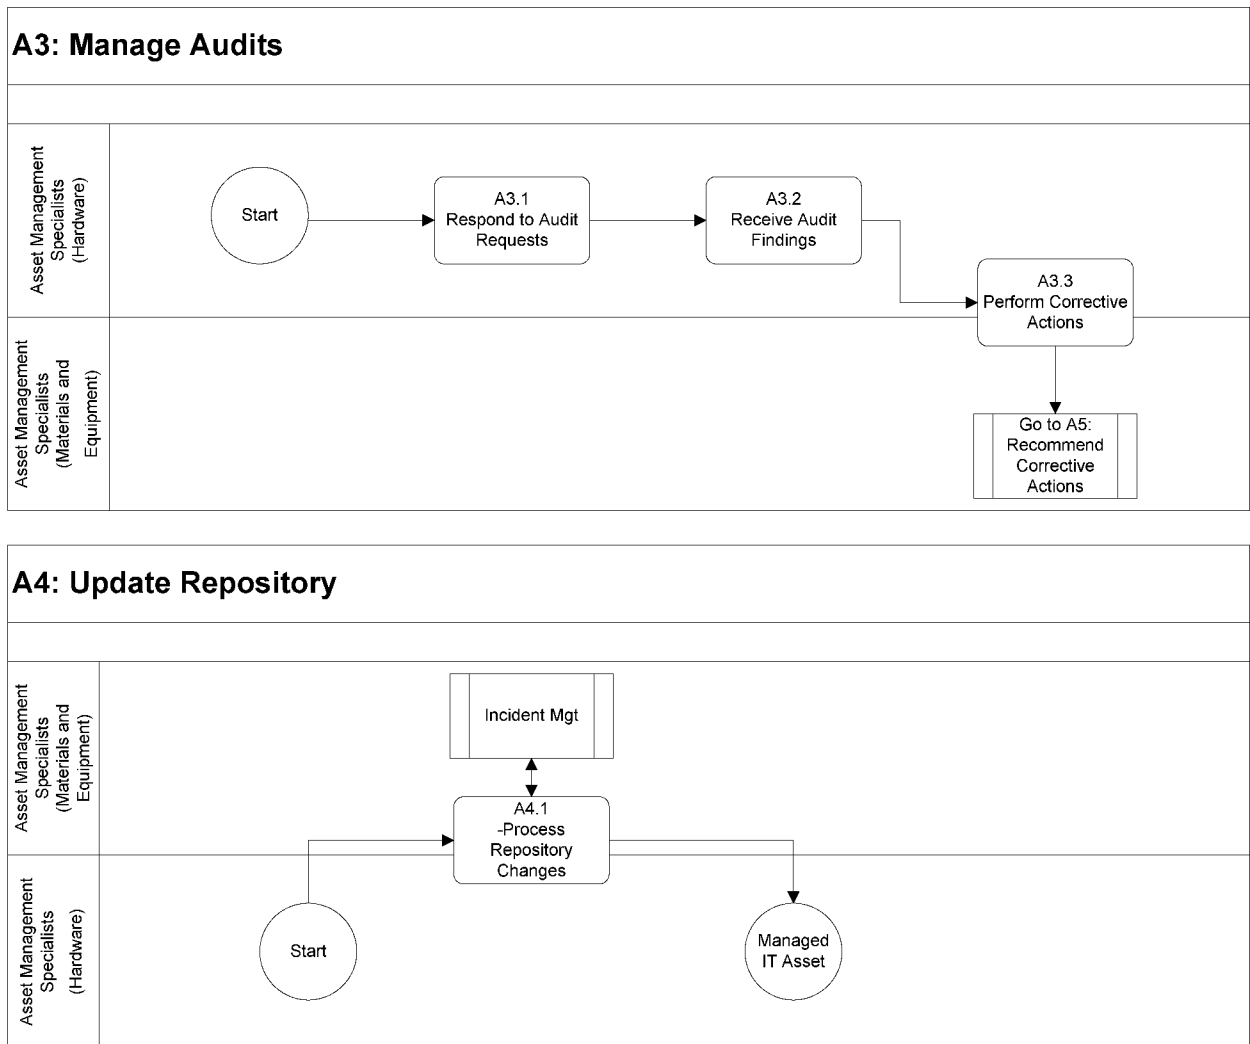 A3: Manage Audits
Asset Management
Specialists
(Hardware)
Start
A3.1
Respond to Audit
Requests
A3.2
Receive Audit
Findings
A3.3
Perform Corrective
Actions
Asset Management
Specialists
(Materials and
Equipment)
Go to A5:
Recommend
Corrective
Actions
A4: Update Repository
Asset Management
Specialists
(Materials and
Equipment)
Incident Mgt
A4.1
-Process
Repository
Changes
Asset Management
Specialists
(Hardware)
Start
Managed
IT Asset